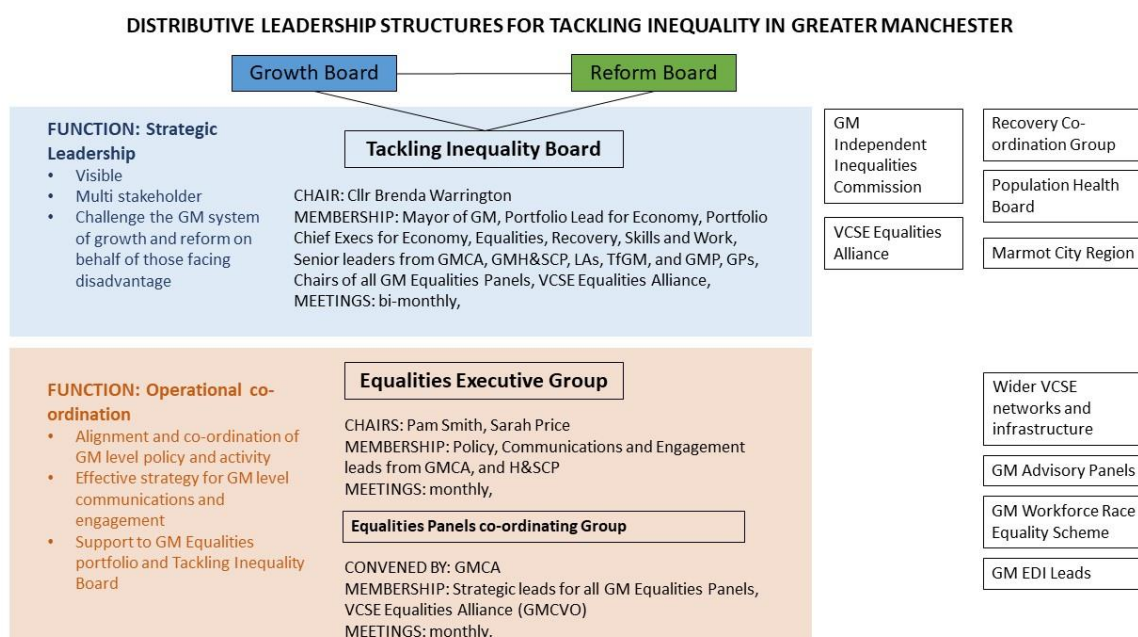 DISTRIBUTIVE LEADERSHIP STRUCTURES FOR TACKLING INEQUALITY IN GREATER MANCHESTER
Growth Board
Reform Board
FUNCTION: Strategic
Leadership
• Visible
• Multi stakeholder
• Challenge the GM system
of growth and reform on
behalf of those facing
disadvantage
Tackling Inequality Board
CHAIR: Cllr Brenda Warrington
MEMBERSHIP: Mayor of GM, Portfolio Lead for Economy, Portfolio
Chief Execs for Economy, Equalities, Recovery, Skills and Work,
Senior leaders from GMCA, GMH&SCP, LAs, TfGM, and GMP, GPs,
Chairs of all GM Equalities Panels, VCSE Equalities Alliance,
MEETINGS: bi-monthly,
GM
Independent
Inequalities
Commission
VCSE Equalities
Alliance
Recovery Co-
ordination Group
Population Health
Board
Marmot City Region
FUNCTION: Operational co-
ordination
• Alignment and co-ordination of
GM level policy and activity
• Effective strategy for GM level
communications and
engagement
• Support to GM Equalities
portfolio and Tackling Inequality
Board
Equalities Executive Group
CHAIRS: Pam Smith, Sarah Price
MEMBERSHIP: Policy, Communications and Engagement
leads from GMCA, and H&SCP
MEETINGS: monthly,
Equalities Panels co-ordinating Group
CONVENED BY: GMCA
MEMBERSHIP: Strategic leads for all GM Equalities Panels,
VCSE Equalities Alliance (GMCVO)
MEETINGS: monthly,
Wider VCSE
networks and
infrastructure
GM Advisory Panels
GM Workforce Race
Equality Scheme
GM EDI Leads